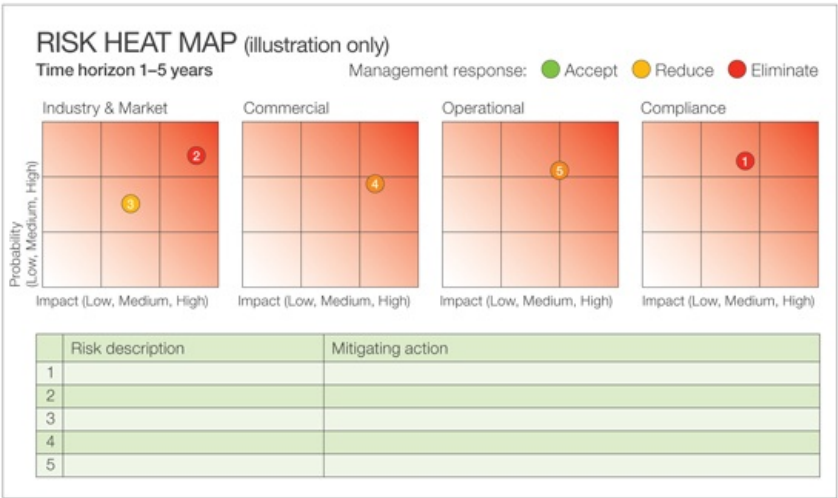 RISK HEAT MAP (illustration only)
Time horizon 1–5 years
Management response: Accept Reduce Eliminate
Industry & Market
Commercial
Operational
Compliance
Probability
(Low, Medium, High)
2
3
4
5
1
Impact (Low, Medium, High)
Impact (Low, Medium, High)
Impact (Low, Medium, High)
Impact (Low, Medium, High)
Risk description Mitigating action
1
2
3
4
5